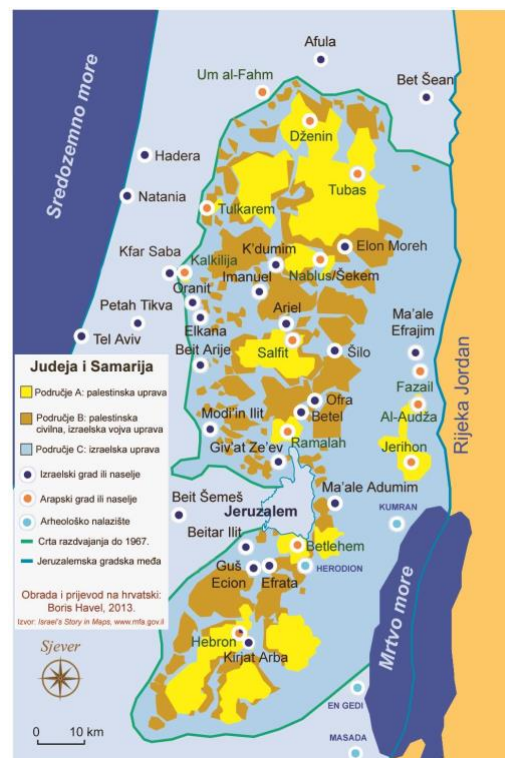 Afula
Um al-Fahm
Bet Šean
Sredozemno more
Dženin
Hadera
Tubas
Natania
Tulkarem
Elon Moreh
K'dumim
Kfar Saba
Kalkilija
Nablus/Šekem
Imanuel
Oranit
Ariel
Petah Tikva
Ma'ale
Efrajim
Elkana
Tel Aviv
Salfit
Šilo
Beit Arije
Fazail
Rijeka Jordan
Judeja i Samarija
Područje A: palestinska uprava
Područje B: palestinska
civilna, izraelska vojva uprava
Područje C: izraelska uprava
Izraelski grad ili naselje
Arapski grad ili naselje
Arheološko nalazište
Crta razdvajanja do 1967.
Jeruzalemska gradska međa
Obrada i prijevod na hrvatski:
Boris Havel, 2013.
Izvor: Israel's Story in Maps, www.mfa.gov.il
Ofra
Al-Audža
Modi'in Ilit
Betel
Ramalah
Jerihon
Giv'at Ze'ev
Ma'ale Adumim
Beit Šemeš
Jeruzalem
KUMRAN
Beitar Ilit
Betlehem
Guš
Ecion
Efrata
HERODION
Mrtvo more
Hebron
Kirjat Arba
Sjever
EN GEDI
0 10 km
MASADA